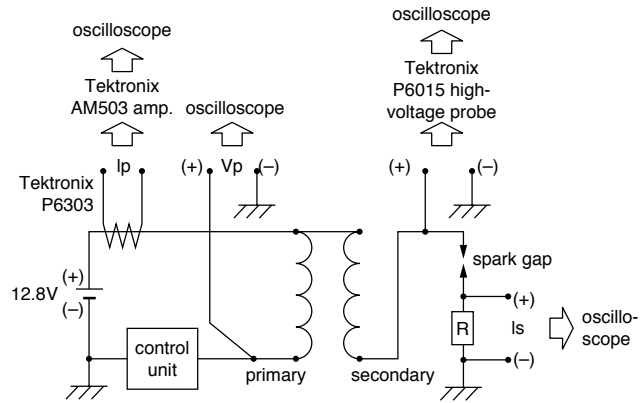 oscilloscope
Tektronix
AM503 amp.
oscilloscope
oscilloscope
Tektronix
P6015 high-
voltage probe
Ip
(+) Vp (–)
(+) (–)
Tektronix
P6303
12.8V
(+)
(–)
control
unit
primary
secondary
spark gap
(+)
R
Is
(–)
oscillo-
scope